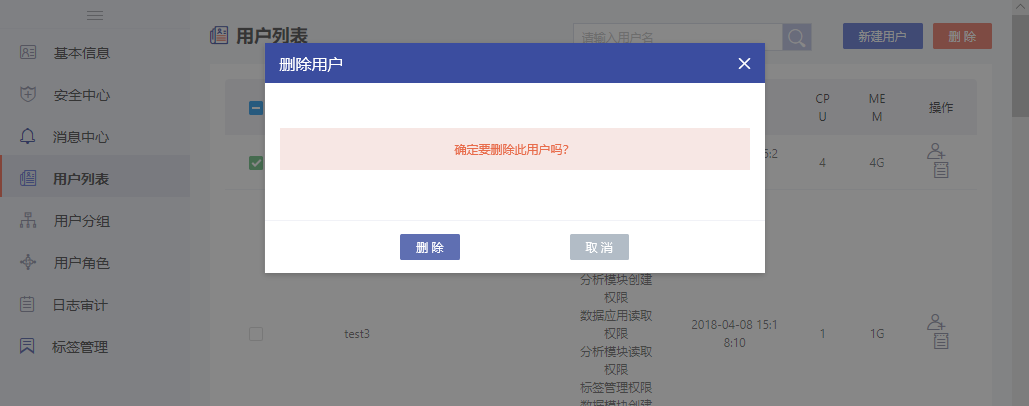 基本信息
安全中心
消息中心
用户列表
用户分组
用户角色
日志审计
标签管理
用户列表
请输入用户名
新建用户
删 除
删除用户
确定要删除此用户吗?
删 除
取 消
CP
U
ME
M
操作
5:2
4
4G
test3
分析模块创建
权限
数据应用读取
权限
分析模块读取
权限
标签管理权限
数据模块创建
2018-04-08 15:1
8:10
1
1G